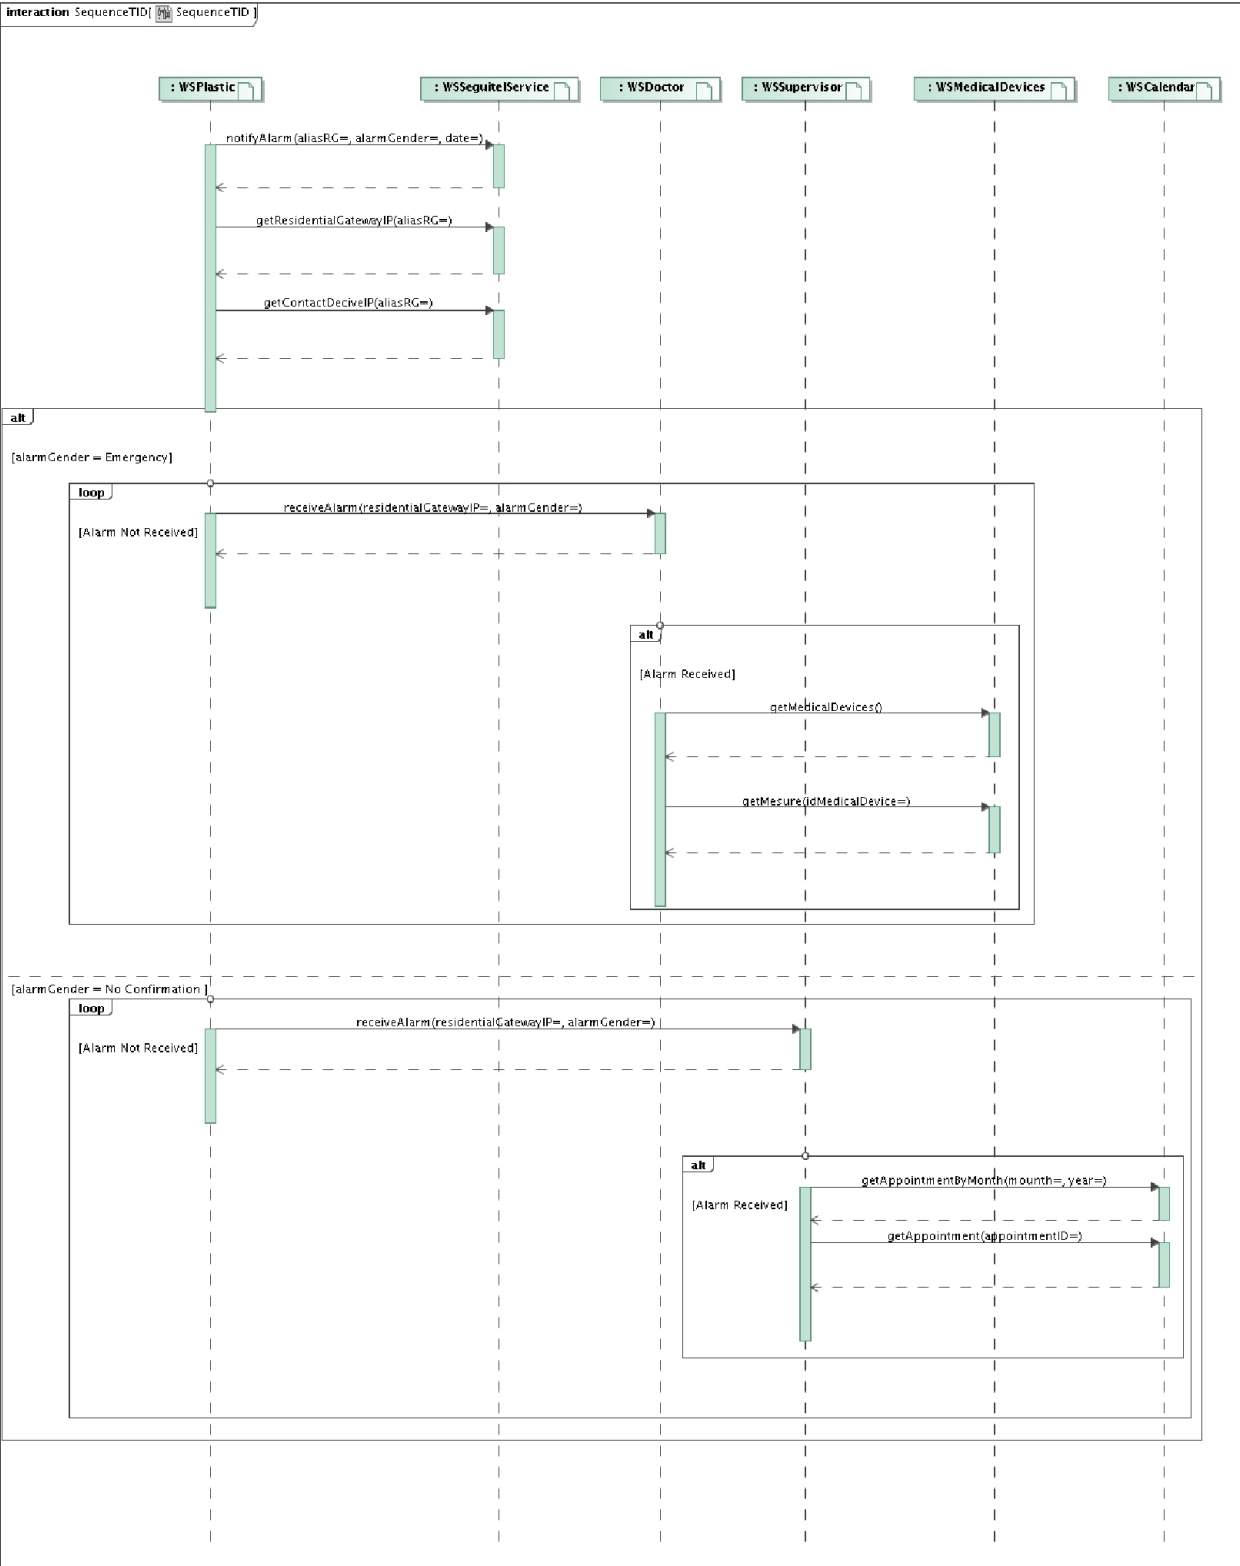 interaction SequenceTID[ SequenceTID ]
: WSPlastic : WSSeguitelService : WSDoctor : WSSupervisor : WSMedicalDevices : WSCalendar
notifyAlarm(aliasRG=, alarmGender=, date=)
getResidentialGatewayIP(aliasRG=)
getContactDeciveIP(aliasRG=)
alt
[alarmGender = Emergency]
loop
receiveAlarm(residentialGatewayIP=, alarmGender=)
[Alarm Not Received]
alt
[Alarm Received]
getMedicalDevices()
getMesure(idMedicalDevice=)
[alarmGender = No Confirmation ]
loop
receiveAlarm(residentialGatewayIP=, alarmGender=)
[Alarm Not Received]
alt
getAppointmentByMonth(mounth=, year=)
[Alarm Received]
getAppointment(appointmentID=)